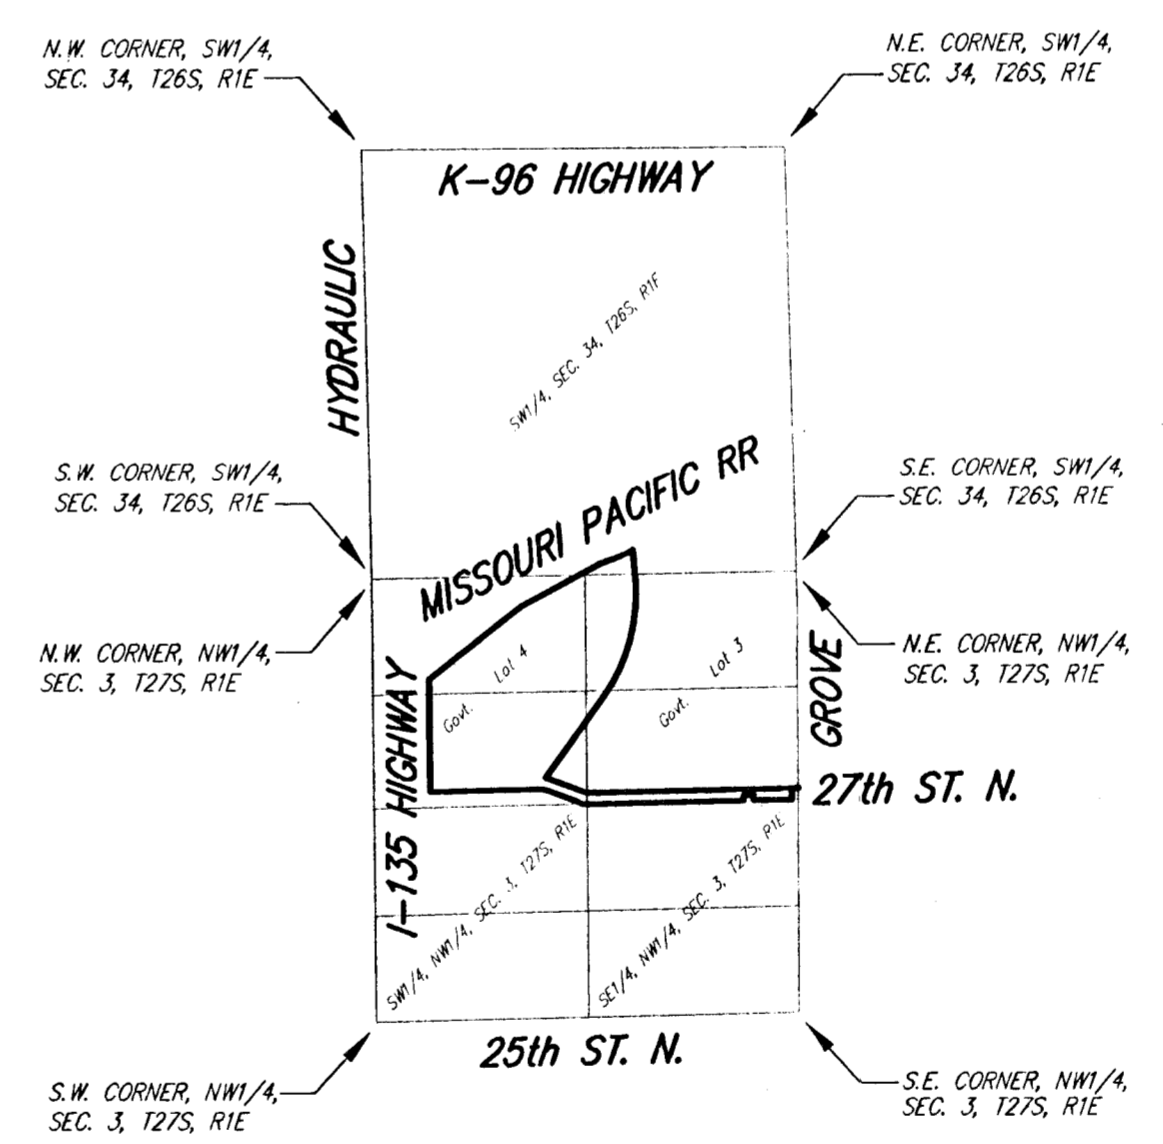 N.W. CORNER, SW1/4,
SEC. 34, T26S, R1E
N.E. CORNER, SW1/4,
SEC. 34, T26S, R1E
K-96 HIGHWAY
HYDRAULIC
SW1/4, SEC. 34, T26S, R1E
MISSOURI PACIFIC RR
S.W. CORNER, SW1/4,
SEC. 34, T26S, R1E
S.E. CORNER, SW1/4,
SEC. 34, T26S, R1E
N.W. CORNER, NW1/4,
SEC. 3, T27S, R1E
N.E. CORNER, NW1/4,
SEC. 3, T27S, R1E
Govt. Lot 4
Govt. Lot 3
I-135 HIGHWAY
GROVE
27th ST. N.
SW1/4, NW1/4, SEC. 3, T27S, R1E
SE1/4, NW1/4, SEC. 3, T27S, R1E
25th ST. N.
S.W. CORNER, NW1/4,
SEC. 3, T27S, R1E
S.E. CORNER, NW1/4,
SEC. 3, T27S, R1E